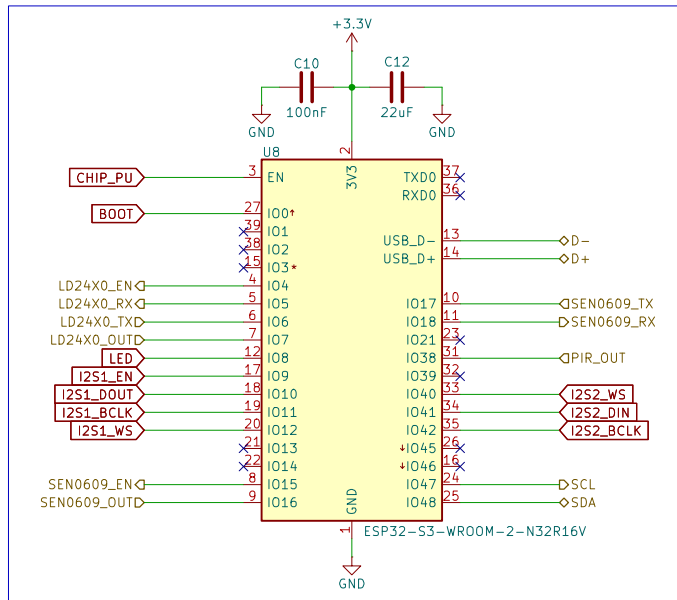 +3.3V
C10
C12
100nF
22uF
GND
GND
U8
2
3V3
CHIP_PU 3 EN
TXD0 37
RXD0 36
BOOT 27 IO0↑
39 IO1
38 IO2
15 IO3*
USB_D- 13 D-
USB_D+ 14 D+
LD24X0_EN 4 IO4
LD24X0_RX 5 IO5
LD24X0_TX 6 IO6
LD24X0_OUT 7 IO7
IO17 10 SEN0609_TX
IO18 11 SEN0609_RX
IO21 23
LED 12 IO8
IO38 31 PIR_OUT
I2S1_EN 17 IO9
IO39 32
I2S1_DOUT 18 IO10
IO40 33 I2S2_WS
I2S1_BCLK 19 IO11
IO41 34 I2S2_DIN
I2S1_WS 20 IO12
IO42 35 I2S2_BCLK
21 IO13
↓IO45 26
22 IO14
↓IO46 16
SEN0609_EN 8 IO15
IO47 24 SCL
SEN0609_OUT 9 IO16
IO48 25 SDA
GND
1
ESP32-S3-WROOM-2-N32R16V
GND